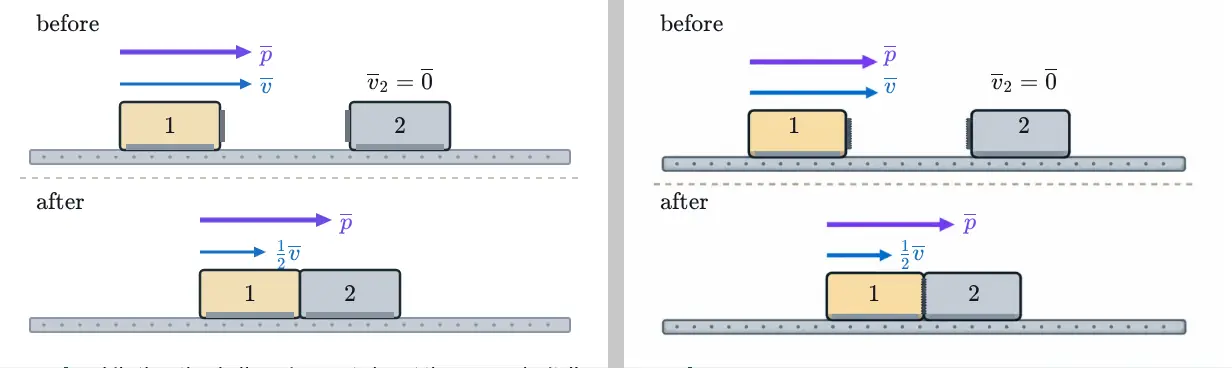 before
p̅
v̅
v̅₂ = 0̅
1
2
after
p̅
½v̅
1
2
before
p̅
v̅
v̅₂ = 0̅
1
2
after
p̅
½v̅
1
2